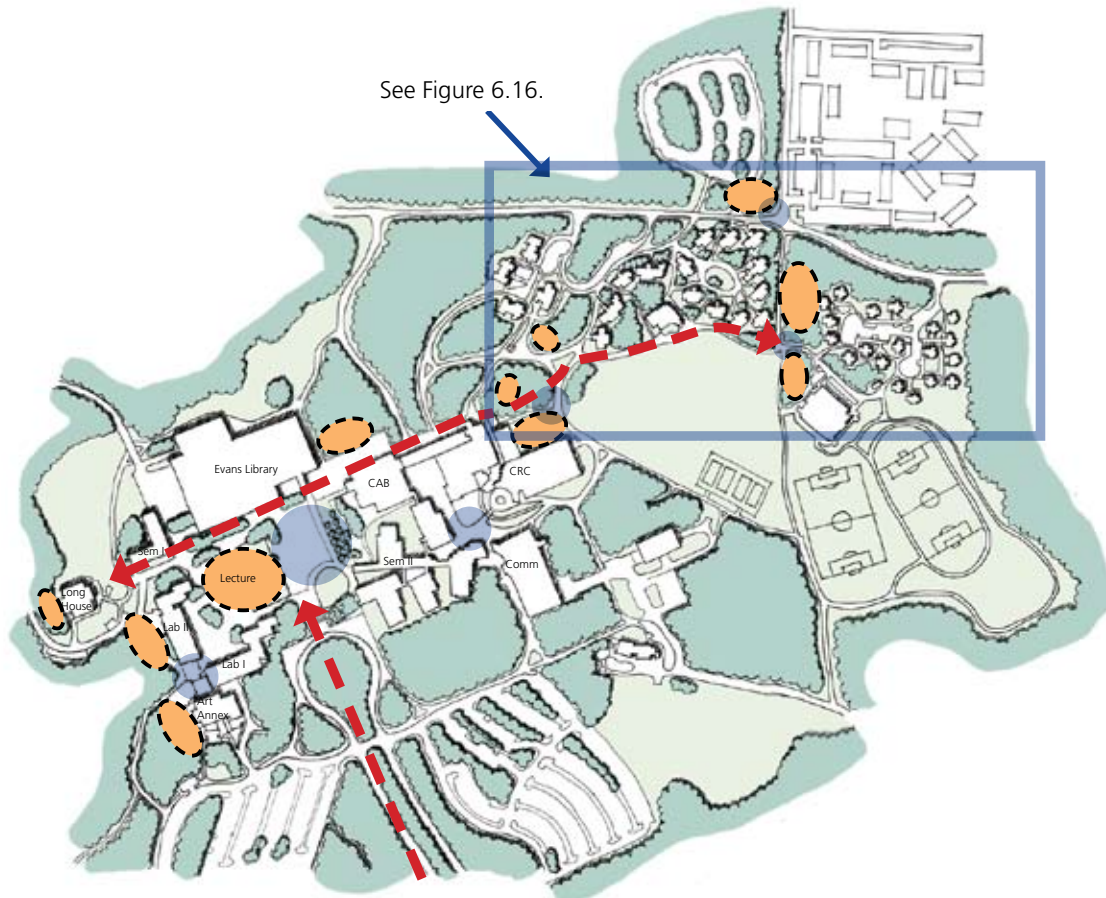 See Figure 6.16.
Evans Library
CAB
CRC
Sem I
Sem II
Comm
Lecture
Long
House
Lab II
Lab I
Art
Annex